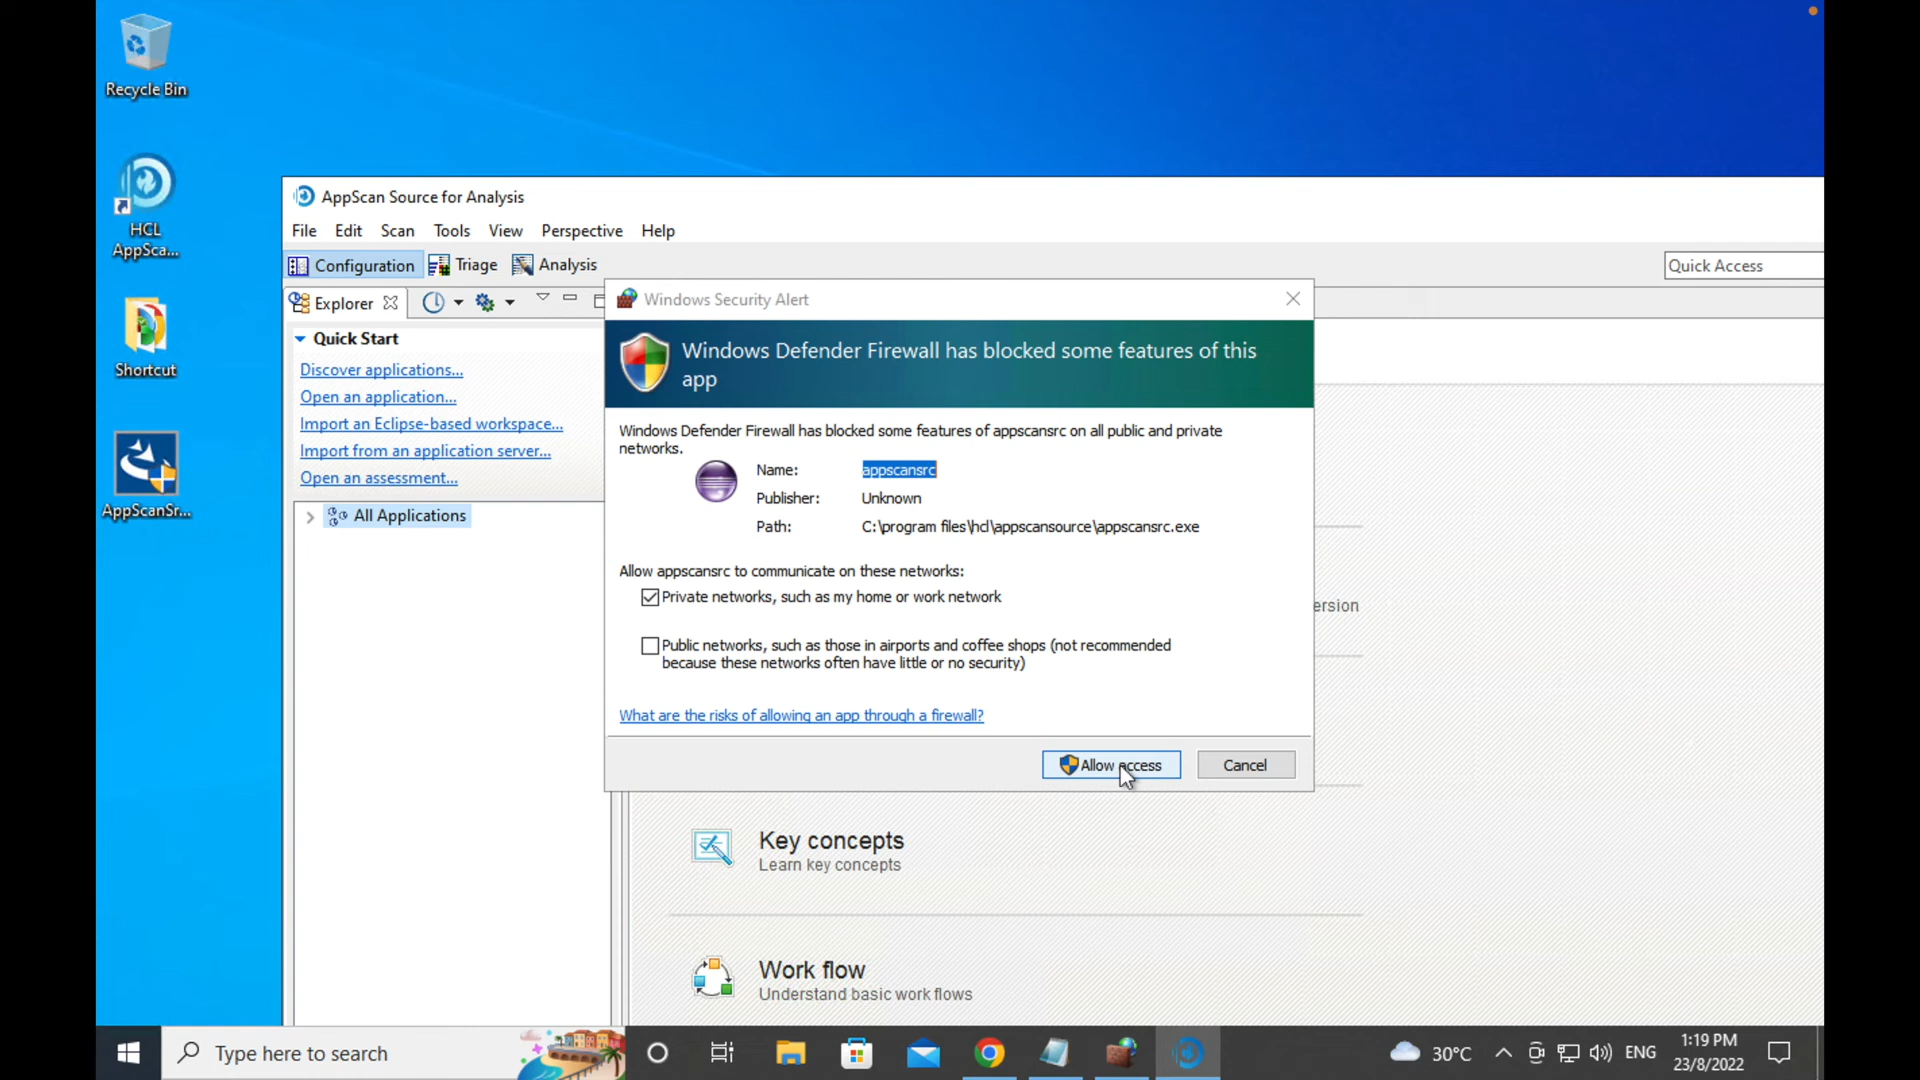 Recycle Bin
HCL
AppSca...
Shortcut
AppScanSr...
AppScan Source for Analysis
File Edit Scan Tools View Perspective Help
Configuration Triage Analysis
Quick Access
Explorer
Quick Start
Discover applications...
Open an application...
Import an Eclipse-based workspace...
Import from an application server...
Open an assessment...
All Applications
Windows Security Alert
Windows Defender Firewall has blocked some features of this
app
Windows Defender Firewall has blocked some features of appscansrc on all public and private
networks.
Name: appscansrc
Publisher: Unknown
Path: C:\program files\hcl\appscansource\appscansrc.exe
Allow appscansrc to communicate on these networks:
Private networks, such as my home or work network
Public networks, such as those in airports and coffee shops (not recommended
because these networks often have little or no security)
What are the risks of allowing an app through a firewall?
Allow access Cancel
ersion
Key concepts
Learn key concepts
Work flow
Understand basic work flows
Type here to search
30°C
ENG
1:19 PM
23/8/2022